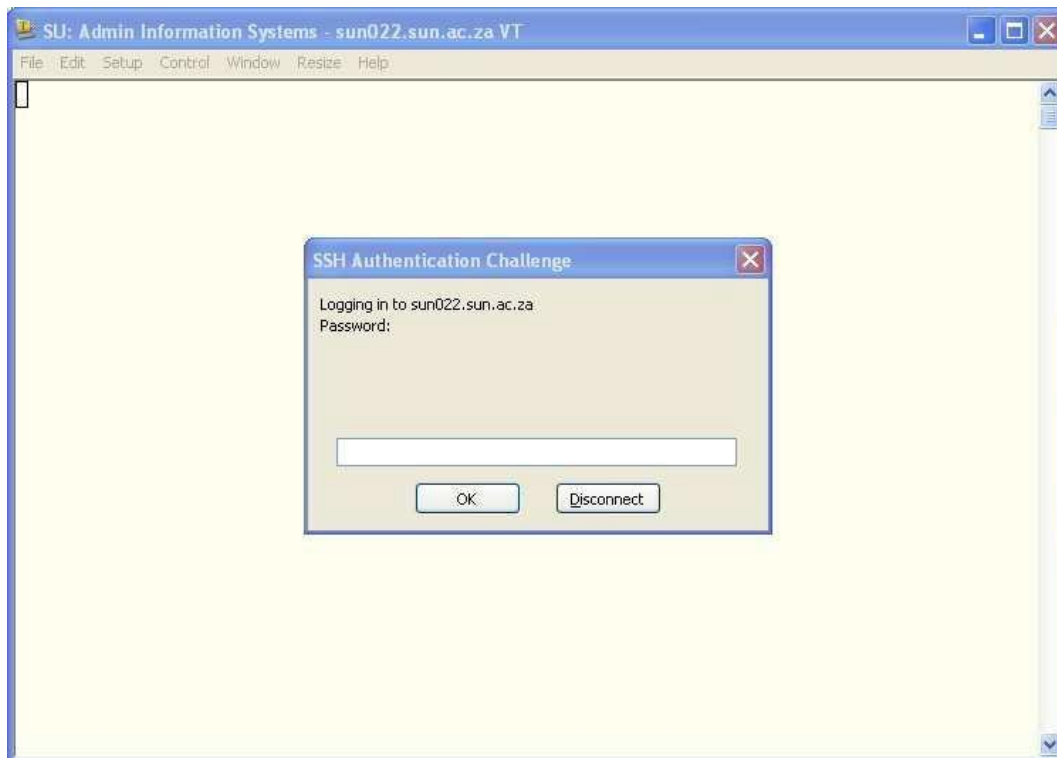 SU: Admin Information Systems - sun022.sun.ac.za VT
File Edit Setup Control Window Resize Help
SSH Authentication Challenge
Logging in to sun022.sun.ac.za
Password:
OK Disconnect